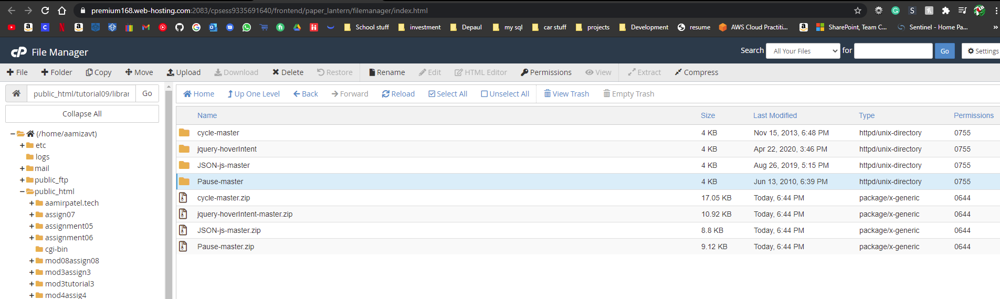 premium168.web-hosting.com:2083/cpsess9335691640/frontend/paper_lantern/filemanager/index.html
School stuff investment Depaul my sql car stuff projects Development resume AWS Cloud Practiti... SharePoint, Team C... Sentinel - Home Pa... »
cP File Manager Search All Your Files for Go Settings
File Folder Copy Move Upload Download Delete Restore Rename Edit HTML Editor Permissions View Extract Compress
public_html/tutorial09/librar Go Home Up One Level Back Forward Reload Select All Unselect All View Trash Empty Trash
Collapse All
Name Size Last Modified Type Permissions
(/home/aamizavt)
etc
logs
mail
public_ftp
public_html
aamirpatel.tech
assign07
assignment05
assignment06
cgi-bin
mod08assign08
mod3assign3
mod3tutorial3
mod4assig4
cycle-master 4 KB Nov 15, 2013, 6:48 PM httpd/unix-directory 0755
jquery-hoverIntent 4 KB Apr 22, 2020, 3:46 PM httpd/unix-directory 0755
JSON-js-master 4 KB Aug 26, 2019, 5:15 PM httpd/unix-directory 0755
Pause-master 4 KB Jun 13, 2010, 6:39 PM httpd/unix-directory 0755
cycle-master.zip 17.05 KB Today, 6:44 PM package/x-generic 0644
jquery-hoverIntent-master.zip 10.92 KB Today, 6:44 PM package/x-generic 0644
JSON-js-master.zip 8.8 KB Today, 6:44 PM package/x-generic 0644
Pause-master.zip 9.12 KB Today, 6:44 PM package/x-generic 0644